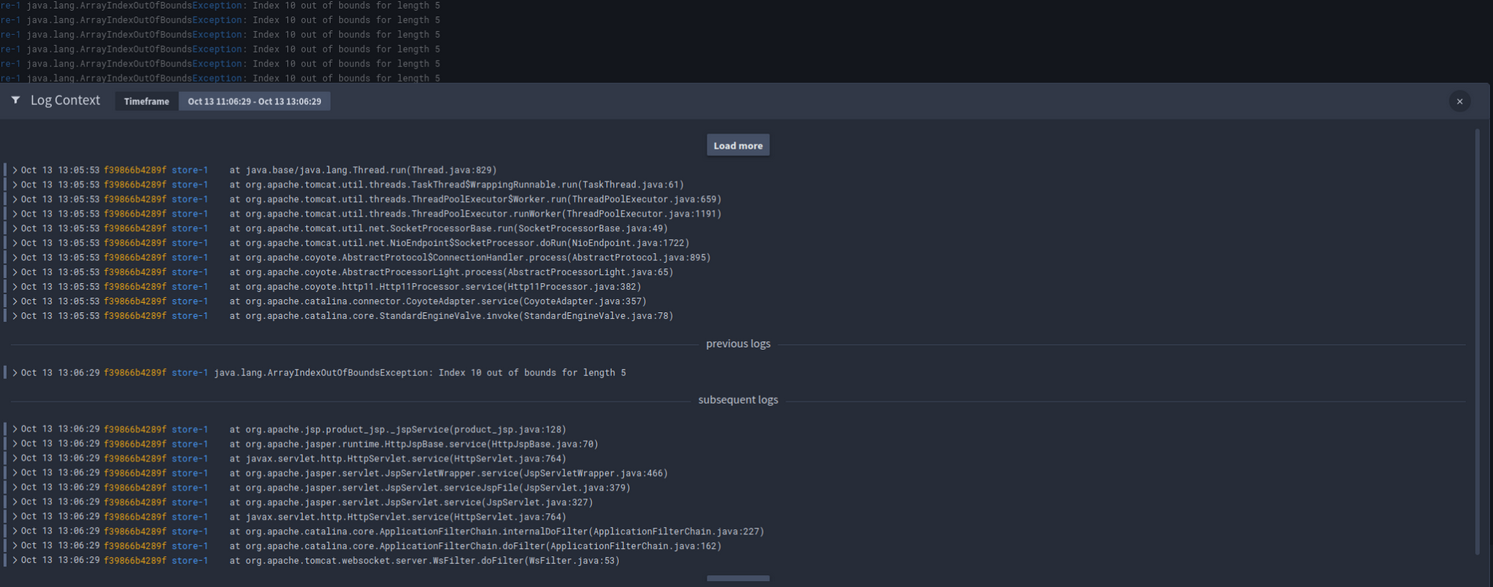 re-1 java.lang.ArrayIndexOutOfBoundsException: Index 10 out of bounds for length 5
re-1 java.lang.ArrayIndexOutOfBoundsException: Index 10 out of bounds for length 5
re-1 java.lang.ArrayIndexOutOfBoundsException: Index 10 out of bounds for length 5
re-1 java.lang.ArrayIndexOutOfBoundsException: Index 10 out of bounds for length 5
re-1 java.lang.ArrayIndexOutOfBoundsException: Index 10 out of bounds for length 5
re-1 java.lang.ArrayIndexOutOfBoundsException: Index 10 out of bounds for length 5
Log Context Timeframe Oct 13 11:06:29 - Oct 13 13:06:29
Load more
Oct 13 13:05:53 f39866b4289f store-1 at java.base/java.lang.Thread.run(Thread.java:829)
Oct 13 13:05:53 f39866b4289f store-1 at org.apache.tomcat.util.threads.TaskThread$WrappingRunnable.run(TaskThread.java:61)
Oct 13 13:05:53 f39866b4289f store-1 at org.apache.tomcat.util.threads.ThreadPoolExecutor$Worker.run(ThreadPoolExecutor.java:659)
Oct 13 13:05:53 f39866b4289f store-1 at org.apache.tomcat.util.threads.ThreadPoolExecutor.runWorker(ThreadPoolExecutor.java:1191)
Oct 13 13:05:53 f39866b4289f store-1 at org.apache.tomcat.util.net.SocketProcessorBase.run(SocketProcessorBase.java:49)
Oct 13 13:05:53 f39866b4289f store-1 at org.apache.tomcat.util.net.NioEndpoint$SocketProcessor.doRun(NioEndpoint.java:1722)
Oct 13 13:05:53 f39866b4289f store-1 at org.apache.coyote.AbstractProtocol$ConnectionHandler.process(AbstractProtocol.java:895)
Oct 13 13:05:53 f39866b4289f store-1 at org.apache.coyote.AbstractProcessorLight.process(AbstractProcessorLight.java:65)
Oct 13 13:05:53 f39866b4289f store-1 at org.apache.coyote.http11.Http11Processor.service(Http11Processor.java:382)
Oct 13 13:05:53 f39866b4289f store-1 at org.apache.catalina.connector.CoyoteAdapter.service(CoyoteAdapter.java:357)
Oct 13 13:05:53 f39866b4289f store-1 at org.apache.catalina.core.StandardEngineValve.invoke(StandardEngineValve.java:78)
previous logs
Oct 13 13:06:29 f39866b4289f store-1 java.lang.ArrayIndexOutOfBoundsException: Index 10 out of bounds for length 5
subsequent logs
Oct 13 13:06:29 f39866b4289f store-1 at org.apache.jsp.product_jsp._jspService(product_jsp.java:128)
Oct 13 13:06:29 f39866b4289f store-1 at org.apache.jasper.runtime.HttpJspBase.service(HttpJspBase.java:70)
Oct 13 13:06:29 f39866b4289f store-1 at javax.servlet.http.HttpServlet.service(HttpServlet.java:764)
Oct 13 13:06:29 f39866b4289f store-1 at org.apache.jasper.servlet.JspServletWrapper.service(JspServletWrapper.java:466)
Oct 13 13:06:29 f39866b4289f store-1 at org.apache.jasper.servlet.JspServlet.serviceJspFile(JspServlet.java:379)
Oct 13 13:06:29 f39866b4289f store-1 at org.apache.jasper.servlet.JspServlet.service(JspServlet.java:327)
Oct 13 13:06:29 f39866b4289f store-1 at javax.servlet.http.HttpServlet.service(HttpServlet.java:764)
Oct 13 13:06:29 f39866b4289f store-1 at org.apache.catalina.core.ApplicationFilterChain.internalDoFilter(ApplicationFilterChain.java:227)
Oct 13 13:06:29 f39866b4289f store-1 at org.apache.catalina.core.ApplicationFilterChain.doFilter(ApplicationFilterChain.java:162)
Oct 13 13:06:29 f39866b4289f store-1 at org.apache.tomcat.websocket.server.WsFilter.doFilter(WsFilter.java:53)